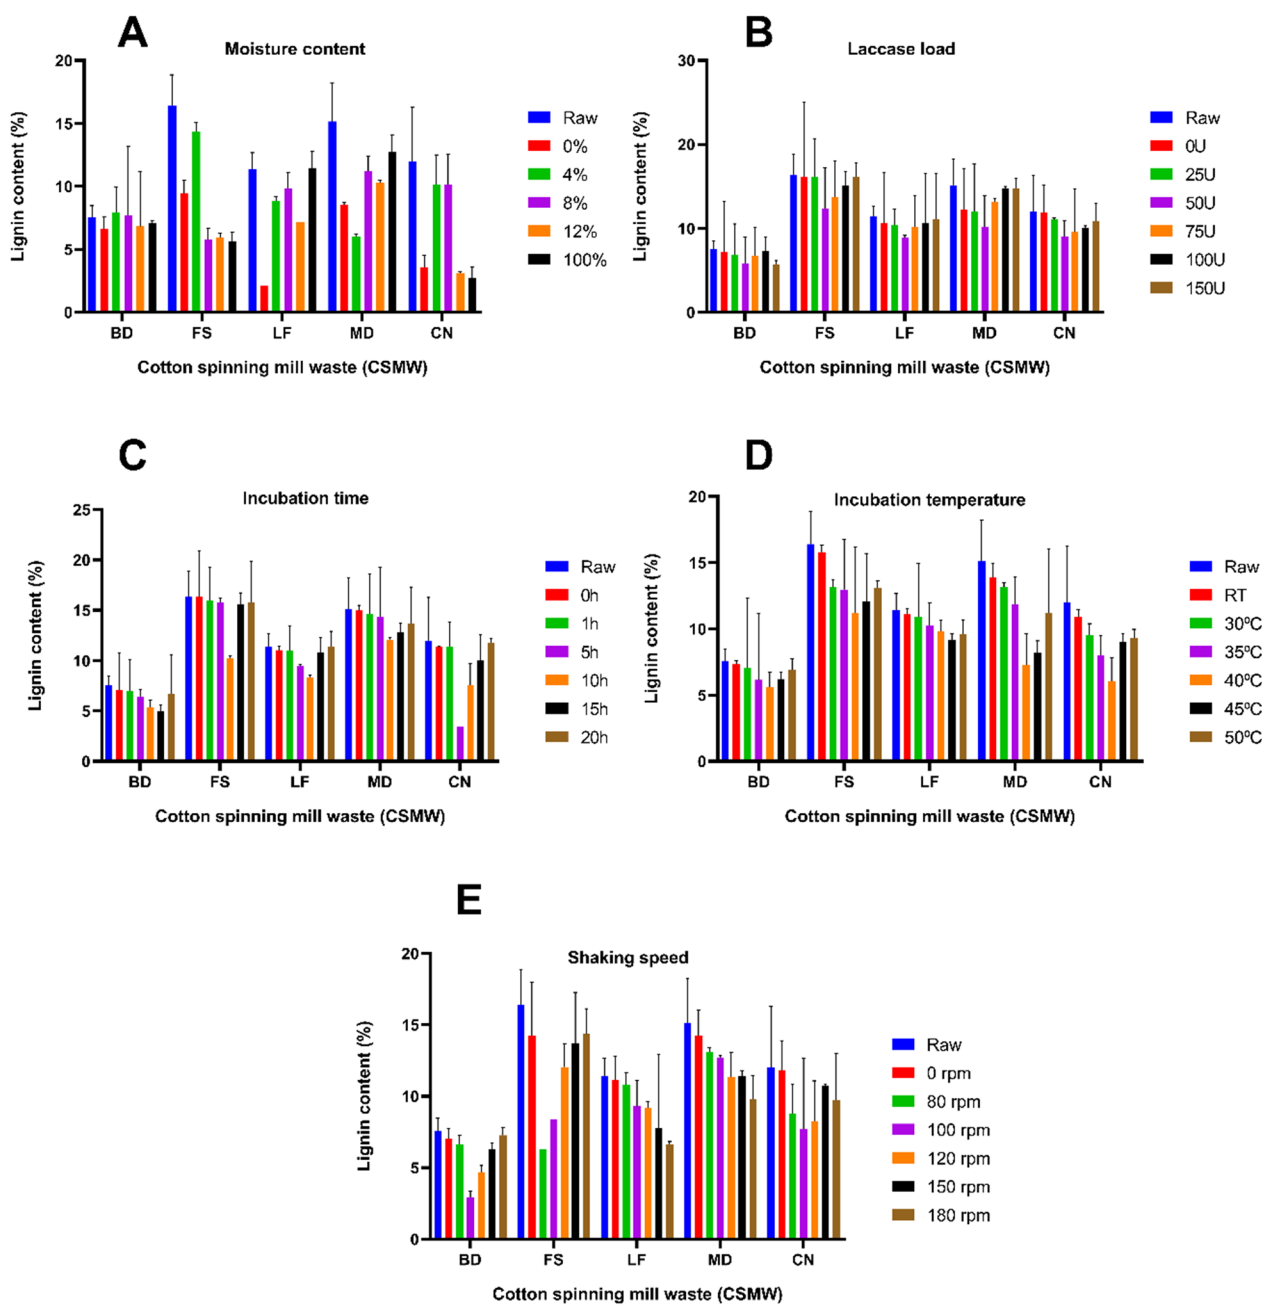 A
Moisture content
Lignin content (%)
20
15
10
5
0
BD FS LF MD CN
Cotton spinning mill waste (CSMW)
Raw
0%
4%
8%
12%
100%
B
Laccase load
Lignin content (%)
30
20
10
0
BD FS LF MD CN
Cotton spinning mill waste (CSMW)
Raw
0U
25U
50U
75U
100U
150U
C
Incubation time
Lignin content (%)
25
20
15
10
5
0
BD FS LF MD CN
Cotton spinning mill waste (CSMW)
Raw
0h
1h
5h
10h
15h
20h
D
Incubation temperature
Lignin content (%)
20
15
10
5
0
BD FS LF MD CN
Cotton spinning mill waste (CSMW)
Raw
RT
30ºC
35ºC
40ºC
45ºC
50ºC
E
Shaking speed
Lignin content (%)
20
15
10
5
0
BD FS LF MD CN
Cotton spinning mill waste (CSMW)
Raw
0 rpm
80 rpm
100 rpm
120 rpm
150 rpm
180 rpm